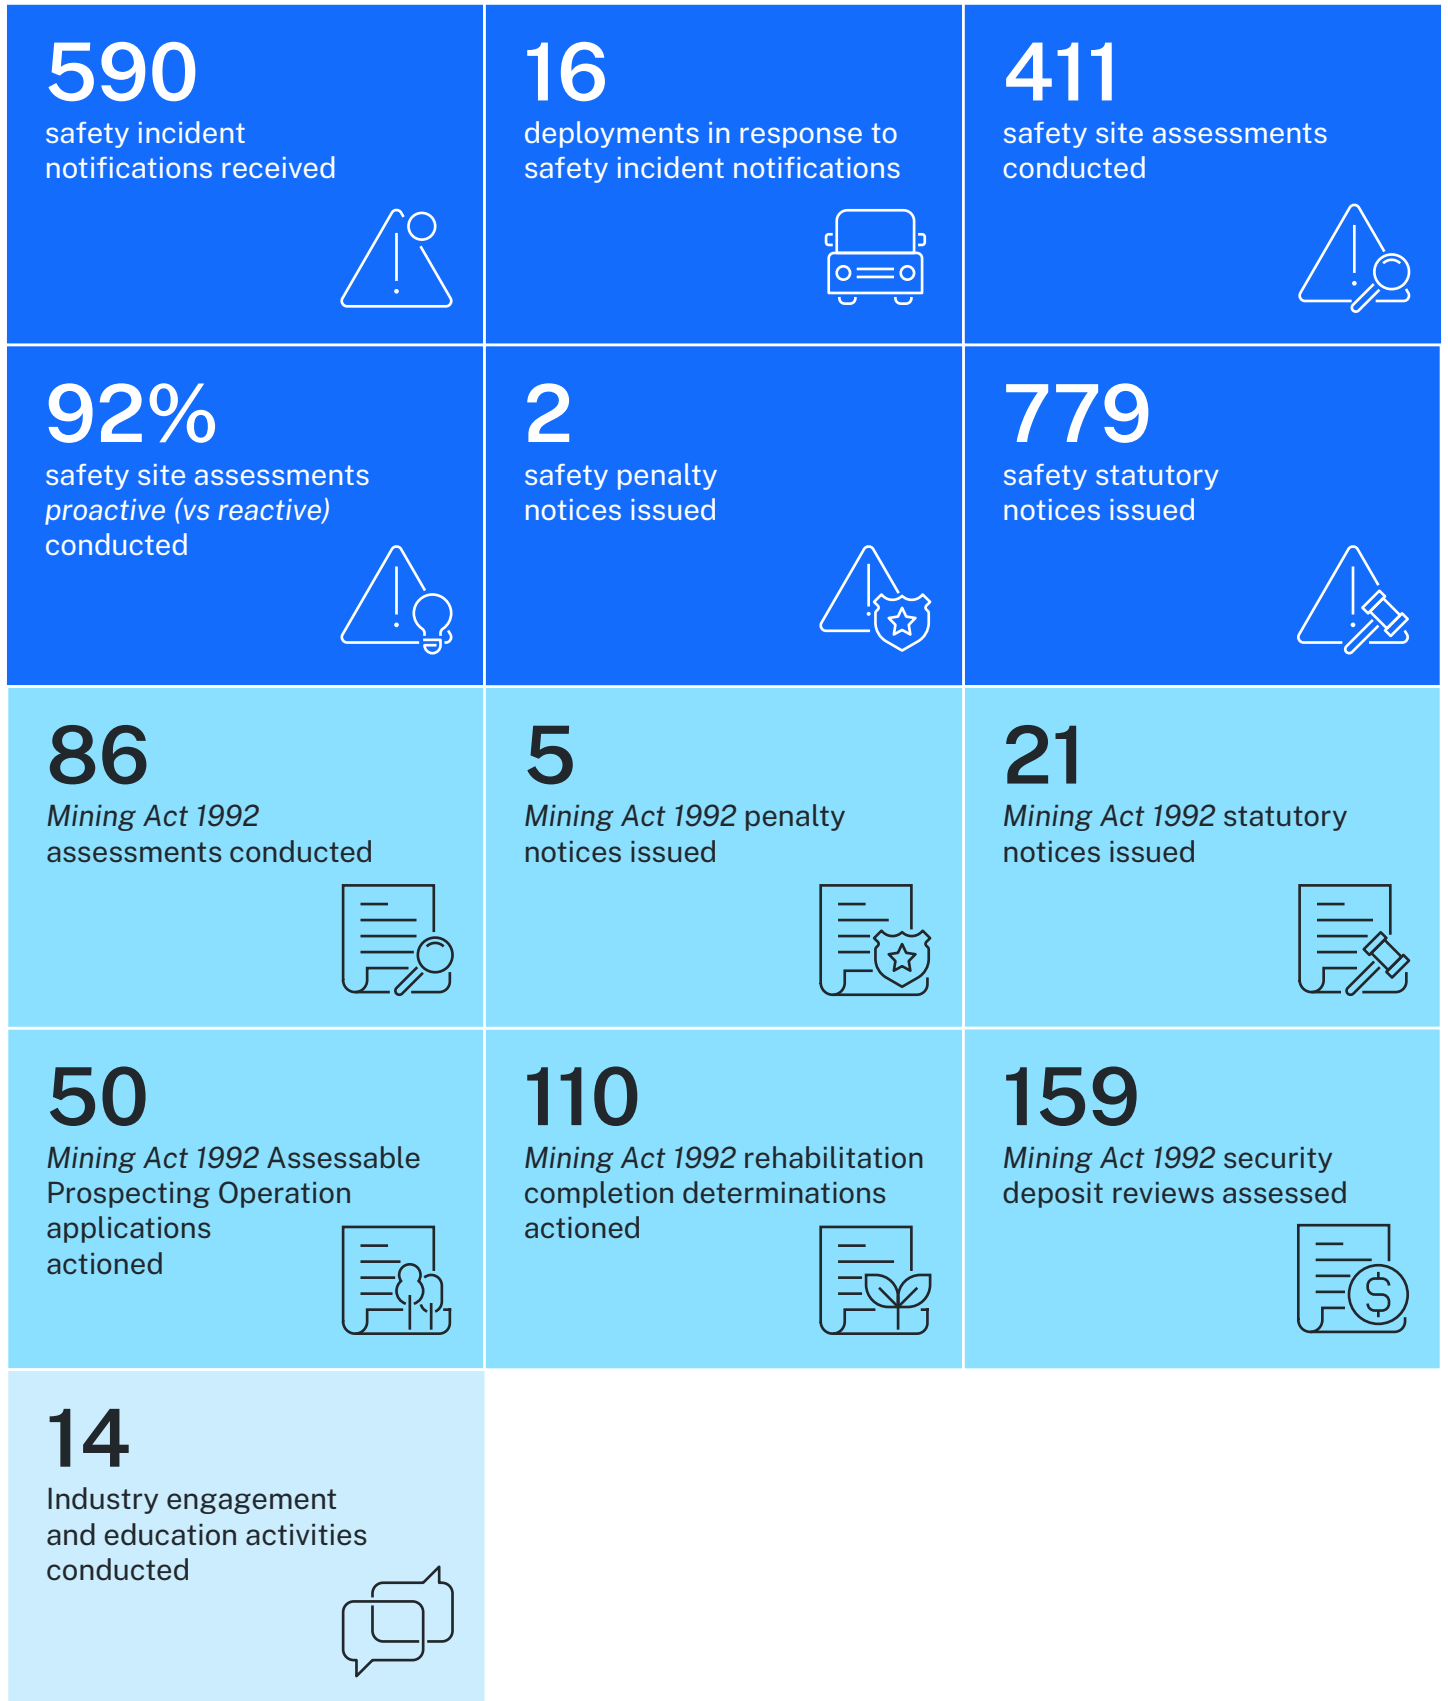 590
safety incident
notifications received
16
deployments in response to
safety incident notifications
411
safety site assessments
conducted
92%
safety site assessments
proactive (vs reactive)
conducted
2
safety penalty
notices issued
779
safety statutory
notices issued
86
Mining Act 1992
assessments conducted
5
Mining Act 1992 penalty
notices issued
21
Mining Act 1992 statutory
notices issued
50
Mining Act 1992 Assessable
Prospecting Operation
applications
actioned
110
Mining Act 1992 rehabilitation
completion determinations
actioned
159
Mining Act 1992 security
deposit reviews assessed
14
Industry engagement
and education activities
conducted